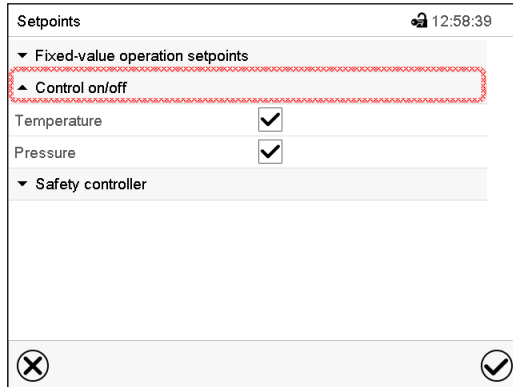 Setpoints 12:58:39
Fixed-value operation setpoints
Control on/off
Temperature
Pressure
Safety controller